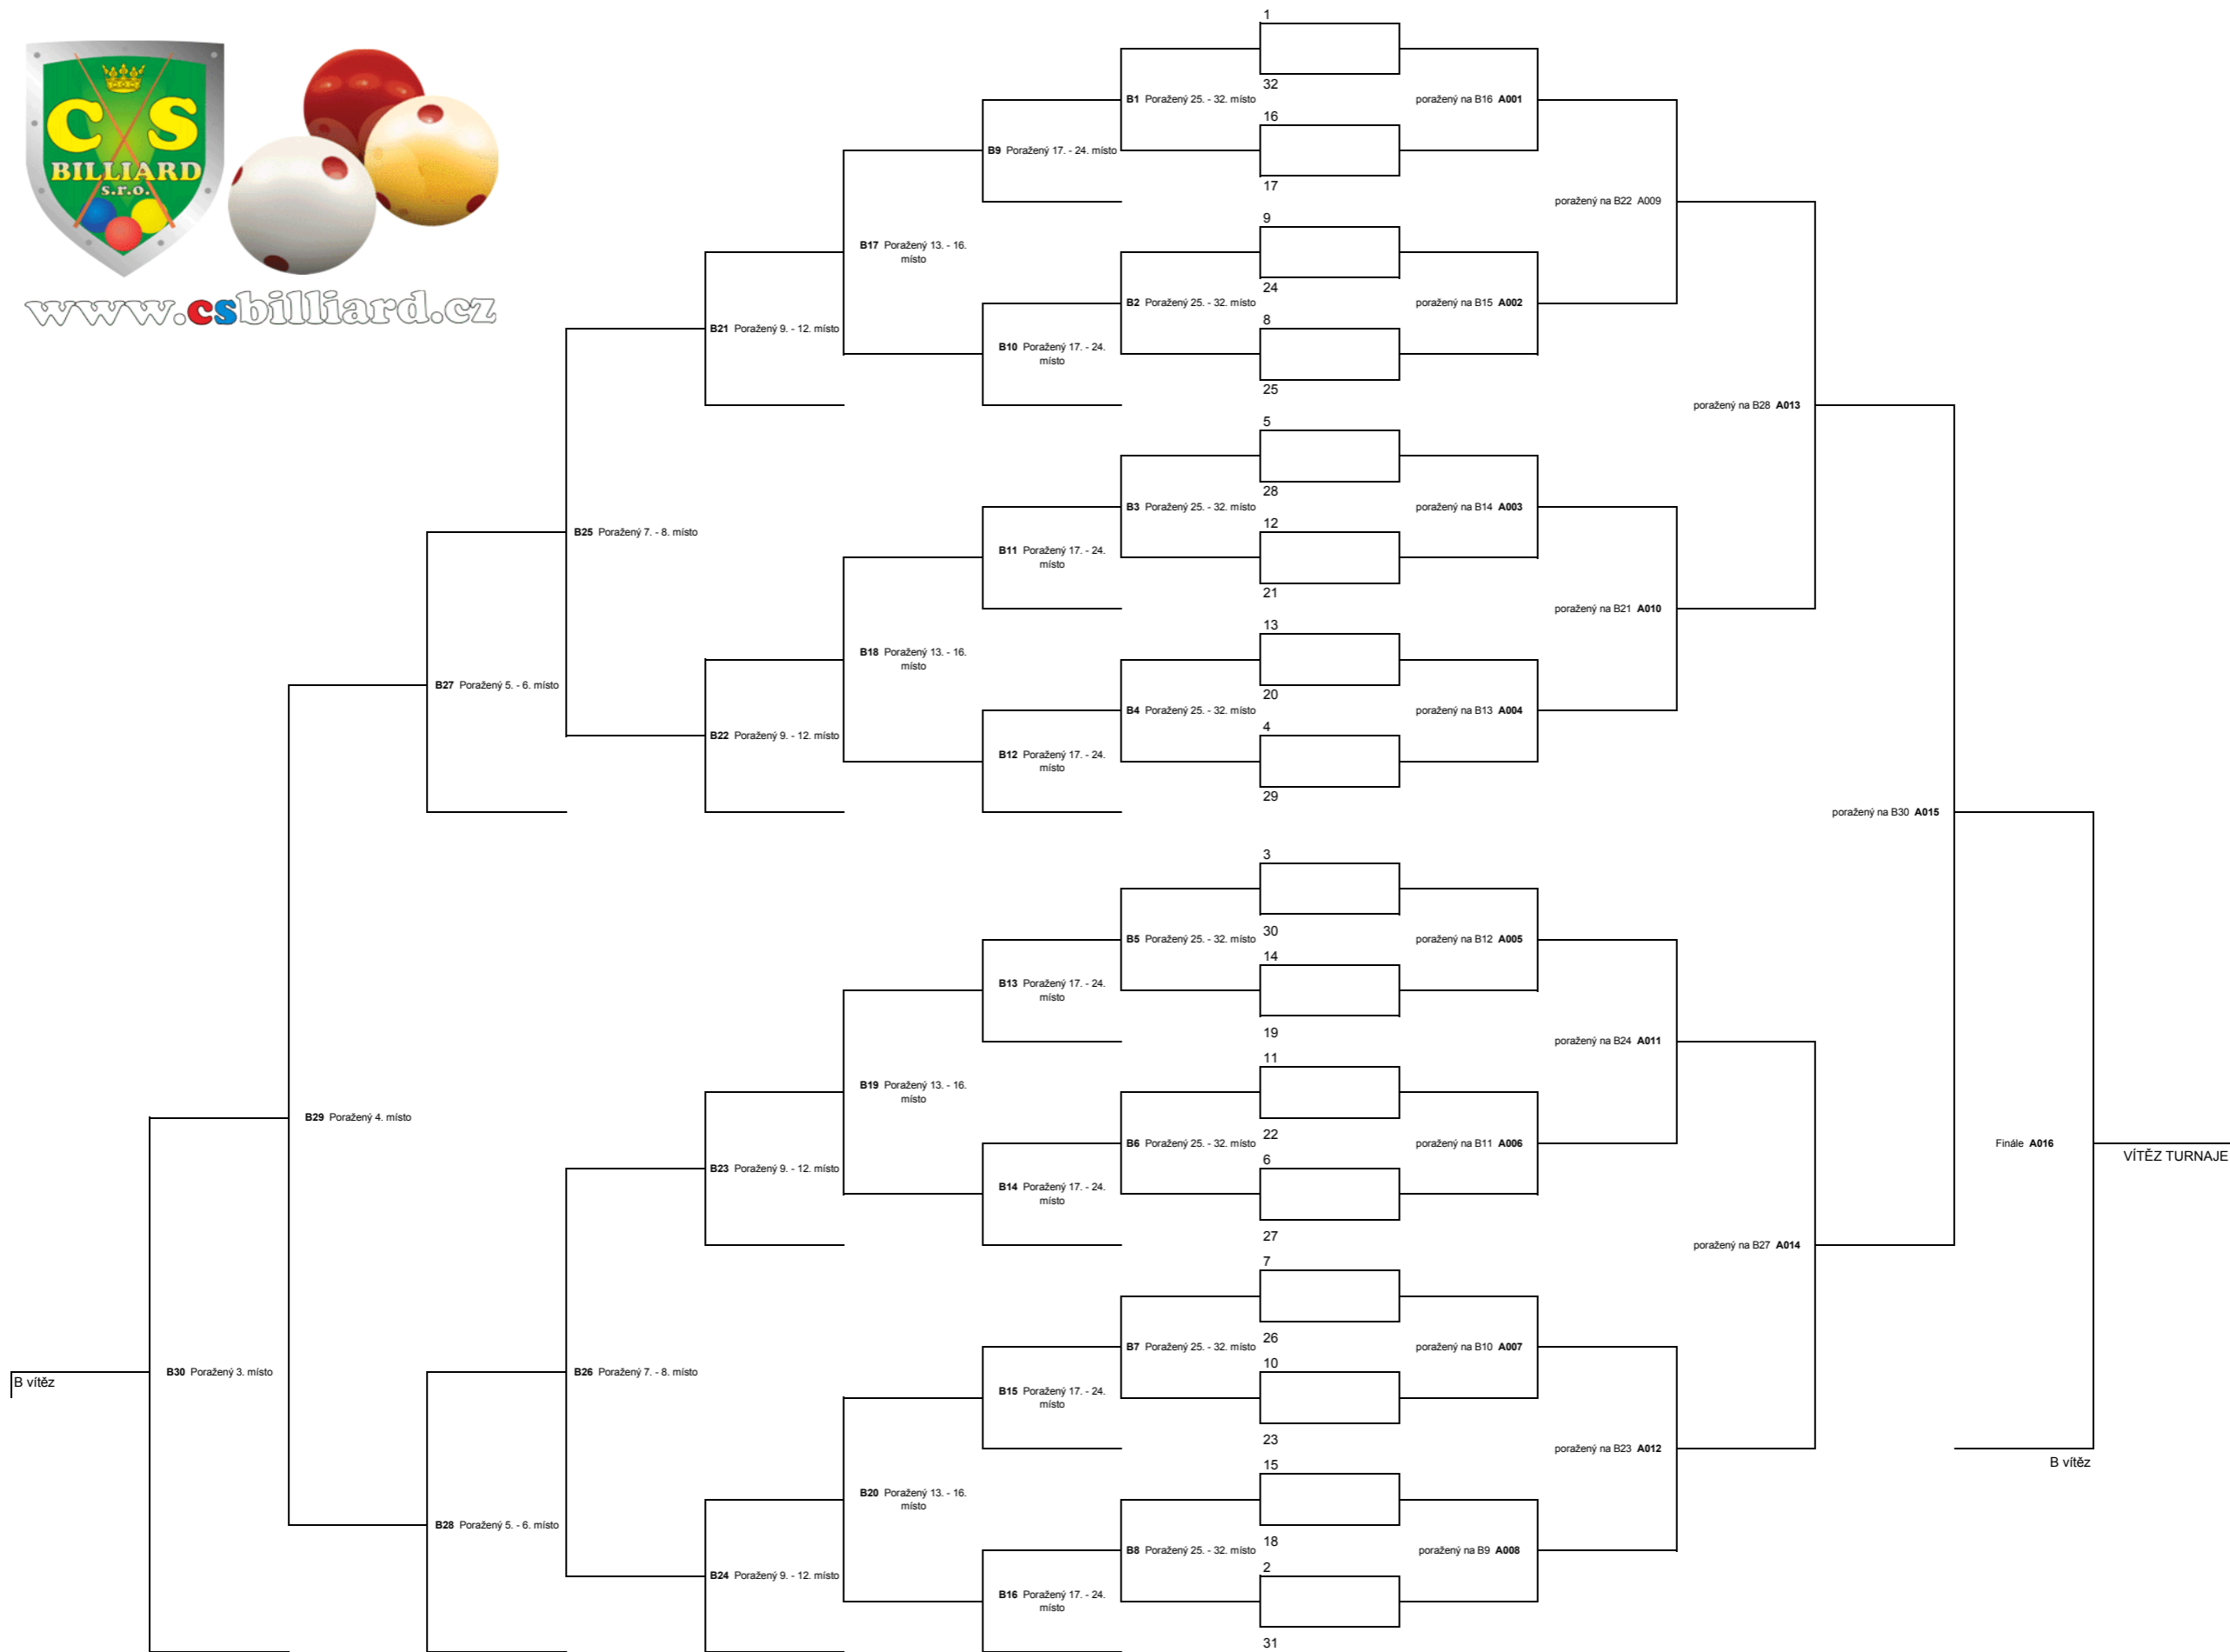 CS
BILLIARD
s.r.o.
www.csbilliard.cz
1
32
16
17
9
24
8
25
5
28
12
21
13
20
4
29
3
30
14
19
11
22
6
27
7
26
10
23
15
18
2
31
B1 Poražený 25. - 32. místo
B2 Poražený 25. - 32. místo
B3 Poražený 25. - 32. místo
B4 Poražený 25. - 32. místo
B5 Poražený 25. - 32. místo
B6 Poražený 25. - 32. místo
B7 Poražený 25. - 32. místo
B8 Poražený 25. - 32. místo
B9 Poražený 17. - 24. místo
B10 Poražený 17. - 24.
místo
B11 Poražený 17. - 24.
místo
B12 Poražený 17. - 24.
místo
B13 Poražený 17. - 24.
místo
B14 Poražený 17. - 24.
místo
B15 Poražený 17. - 24.
místo
B16 Poražený 17. - 24.
místo
B17 Poražený 13. - 16.
místo
B18 Poražený 13. - 16.
místo
B19 Poražený 13. - 16.
místo
B20 Poražený 13. - 16.
místo
B21 Poražený 9. - 12. místo
B22 Poražený 9. - 12. místo
B23 Poražený 9. - 12. místo
B24 Poražený 9. - 12. místo
B25 Poražený 7. - 8. místo
B26 Poražený 7. - 8. místo
B27 Poražený 5. - 6. místo
B28 Poražený 5. - 6. místo
B29 Poražený 4. místo
B30 Poražený 3. místo
B vítěz
poražený na B16 A001
poražený na B15 A002
poražený na B14 A003
poražený na B13 A004
poražený na B12 A005
poražený na B11 A006
poražený na B10 A007
poražený na B9 A008
poražený na B22 A009
poražený na B21 A010
poražený na B24 A011
poražený na B23 A012
poražený na B28 A013
poražený na B27 A014
poražený na B30 A015
Finále A016
VÍTĚZ TURNAJE
B vítěz